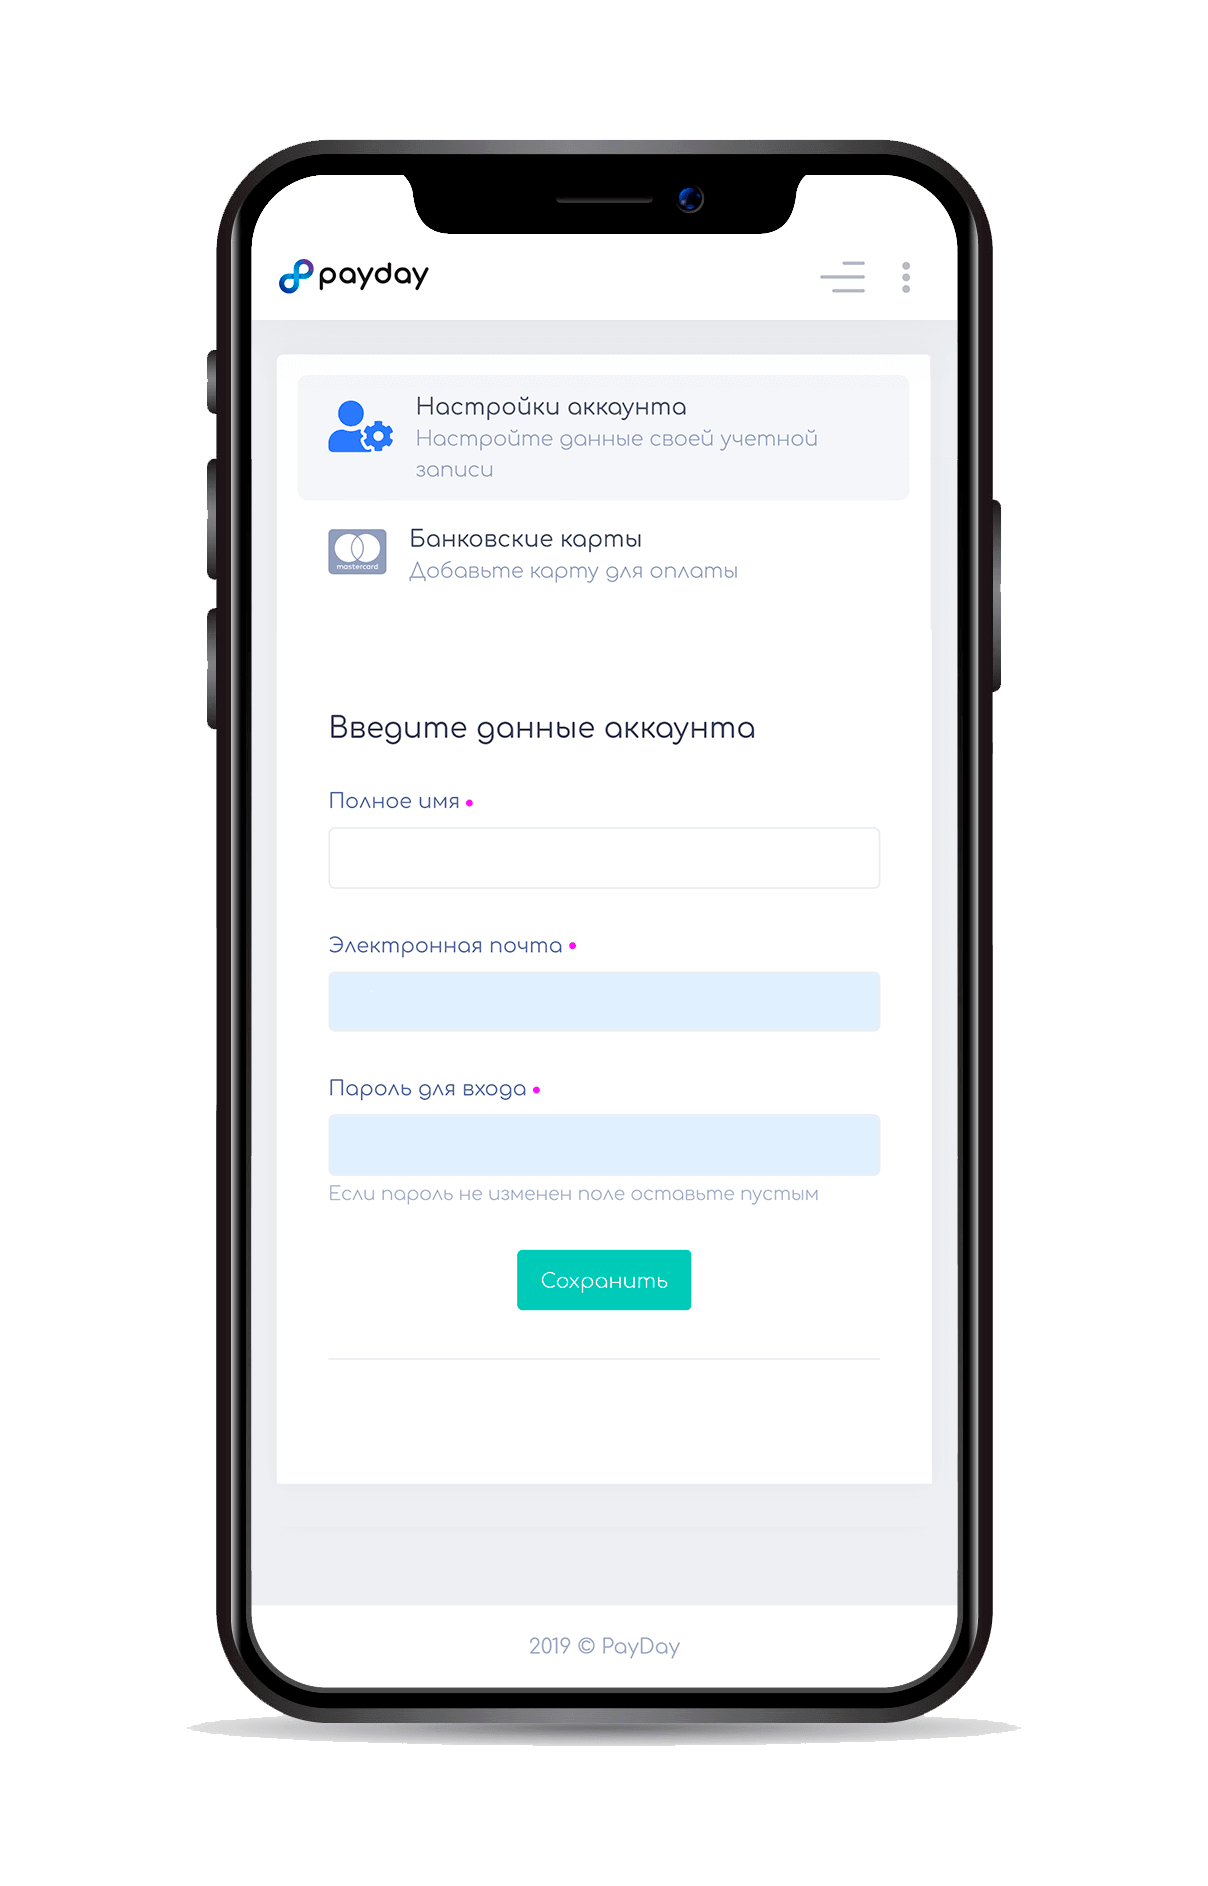 payday
Настройки аккаунта
Настройте данные своей учетной
записи
mastercard
Банковские карты
Добавьте карту для оплаты
Введите данные аккаунта
Полное имя
Электронная почта
Пароль для входа
Если пароль не изменен поле оставьте пустым
Сохранить
2019 © PayDay